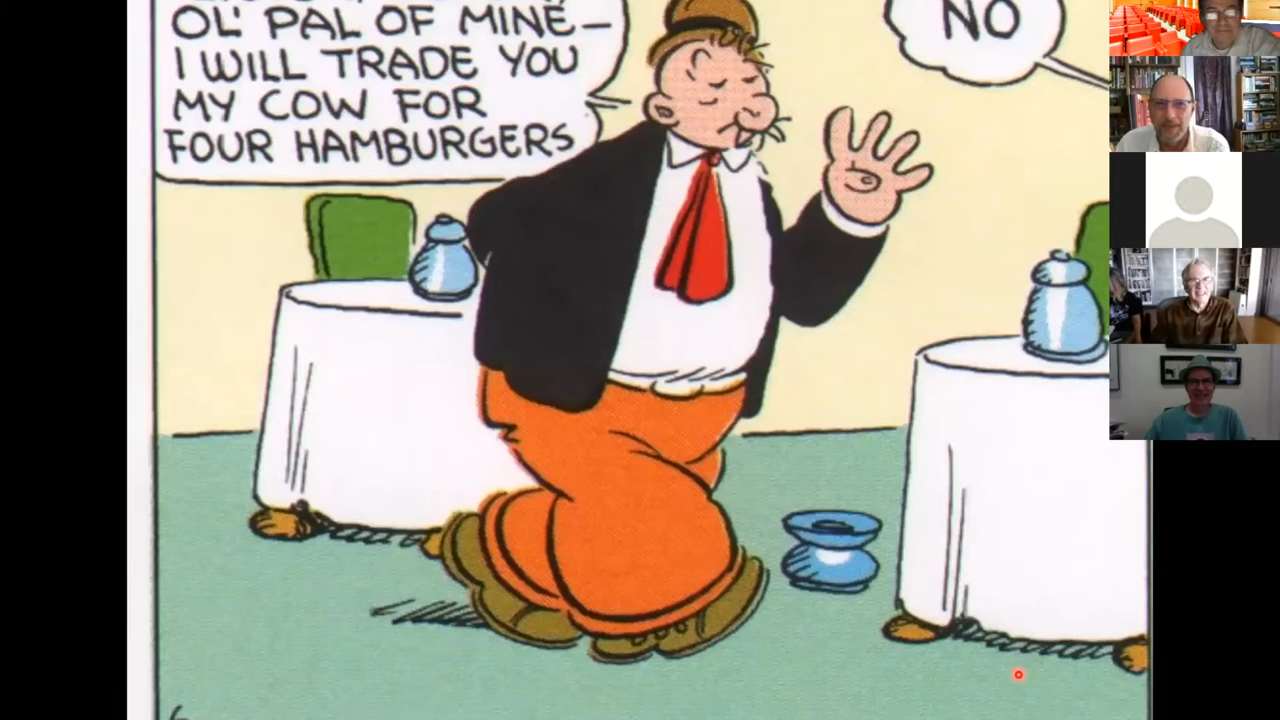 OL' PAL OF MINE—
I WILL TRADE YOU
MY COW FOR
FOUR HAMBURGERS
NO